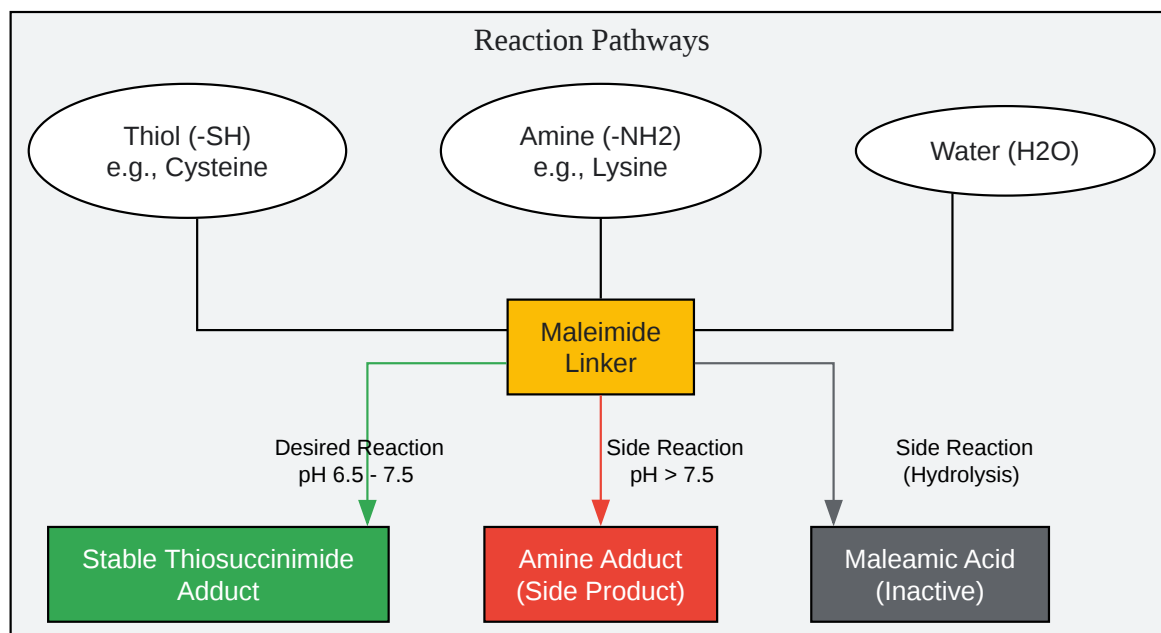 Reaction Pathways
Thiol (-SH)
e.g., Cysteine
Amine (-NH2)
e.g., Lysine
Water (H2O)
Maleimide
Linker
Desired Reaction
pH 6.5 - 7.5
Side Reaction
pH > 7.5
Side Reaction
(Hydrolysis)
Stable Thiosuccinimide
Adduct
Amine Adduct
(Side Product)
Maleamic Acid
(Inactive)